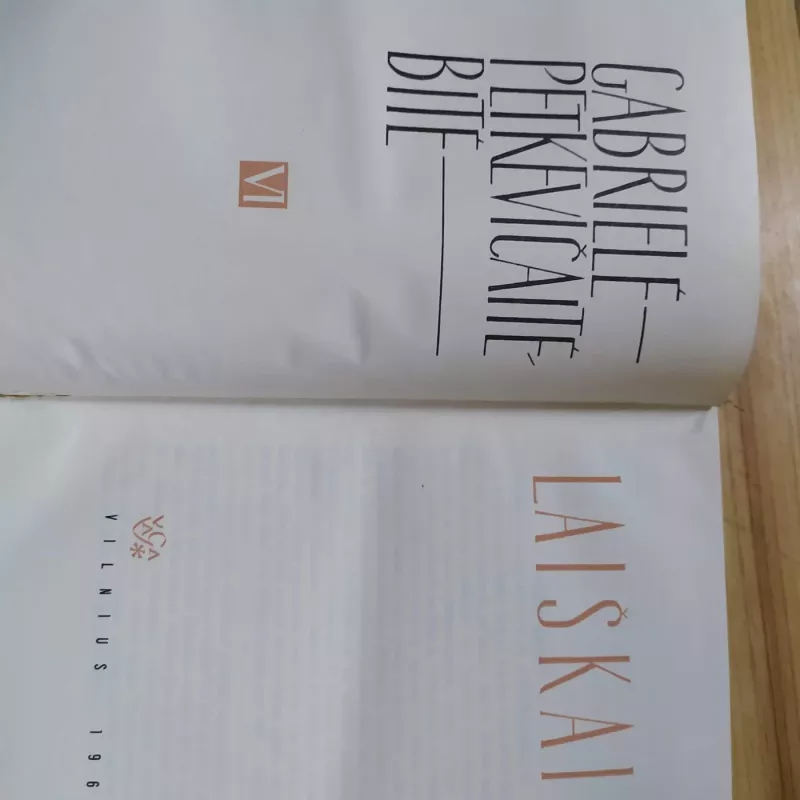 GABRIELĖ
PETKEVIČAITĖ,
BITĖ
VI
LAIŠKAI
VILNIUS 196